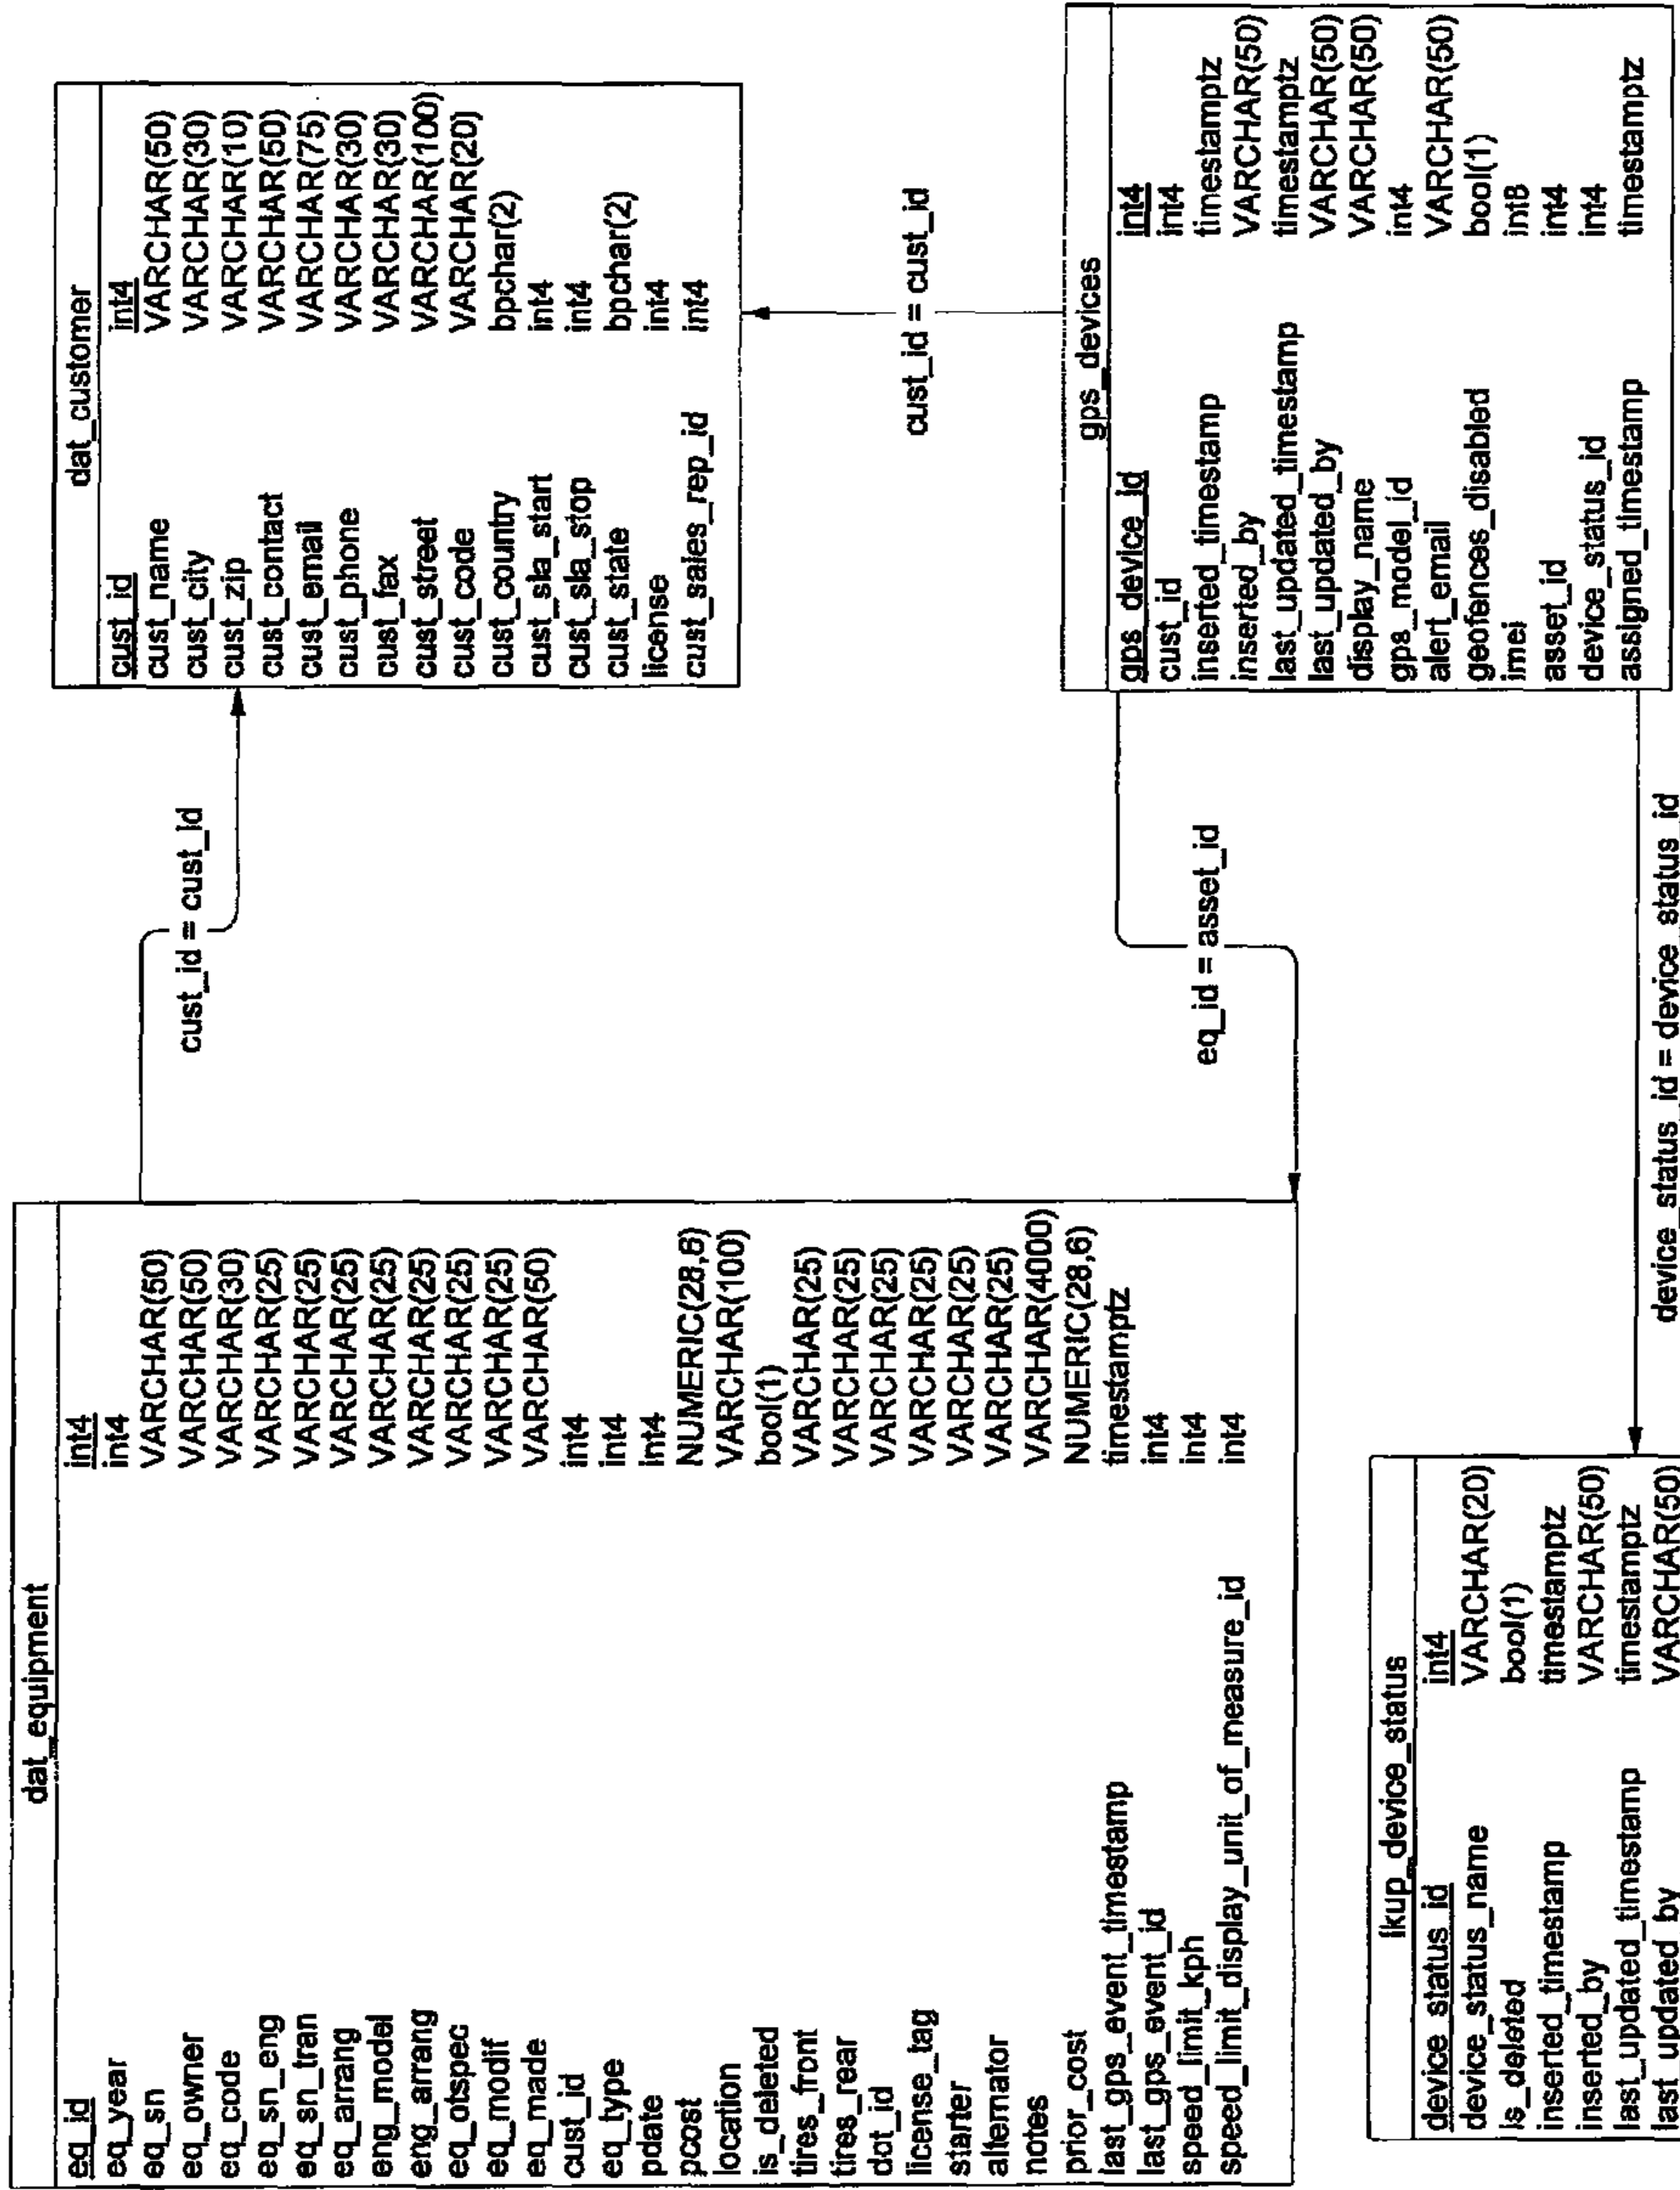 dat_equipment
eq_id int4
eq_year int4
eq_sn VARCHAR(50)
eq_owner VARCHAR(50)
eq_code VARCHAR(30)
eq_sn_eng VARCHAR(25)
eq_sn_tran VARCHAR(25)
eq_arrang VARCHAR(25)
eng_model VARCHAR(25)
eng_arrang VARCHAR(25)
eq_otspec VARCHAR(25)
eq_modif VARCHAR(25)
eq_made VARCHAR(50)
cust_id int4
eq_type int4
pdate int4
pcost NUMERIC(28,6)
location VARCHAR(100)
is_deleted bool(1)
tires_front VARCHAR(25)
tires_rear VARCHAR(25)
dot_id VARCHAR(25)
license_tag VARCHAR(25)
starter VARCHAR(25)
alternator VARCHAR(25)
notes VARCHAR(4000)
prior_cost NUMERIC(28,6)
last_gps_event_timestamp timestamptz
last_gps_event_id int4
speed_limit_kph int4
speed_limit_display_unit_of_measure_id int4
cust_id = cust_id
dat_customer
cust_id int4
cust_name VARCHAR(50)
cust_city VARCHAR(30)
cust_zip VARCHAR(10)
cust_contact VARCHAR(50)
cust_email VARCHAR(75)
cust_phone VARCHAR(30)
cust_fax VARCHAR(30)
cust_street VARCHAR(100)
cust_code VARCHAR(20)
cust_country bpchar(2)
cust_sla_start int4
cust_sla_stop int4
cust_state bpchar(2)
license int4
cust_sales_rep_id int4
cust_id = cust_id
eq_id = asset_id
lkup_device_status
device_status_id int4
device_status_name VARCHAR(20)
is_deleted bool(1)
inserted_timestamp timestamptz
inserted_by VARCHAR(50)
last_updated_timestamp timestamptz
last_updated_by VARCHAR(50)
device_status_id = device_status_id
gps_devices
gps_device_id int4
cust_id int4
inserted_timestamp timestamptz
inserted_by VARCHAR(50)
last_updated_timestamp timestamptz
last_updated_by VARCHAR(50)
display_name VARCHAR(50)
gps_model_id int4
alert_email VARCHAR(50)
geofences_disabled bool(1)
imei int8
asset_id int4
device_status_id int4
assigned_timestamp timestamptz